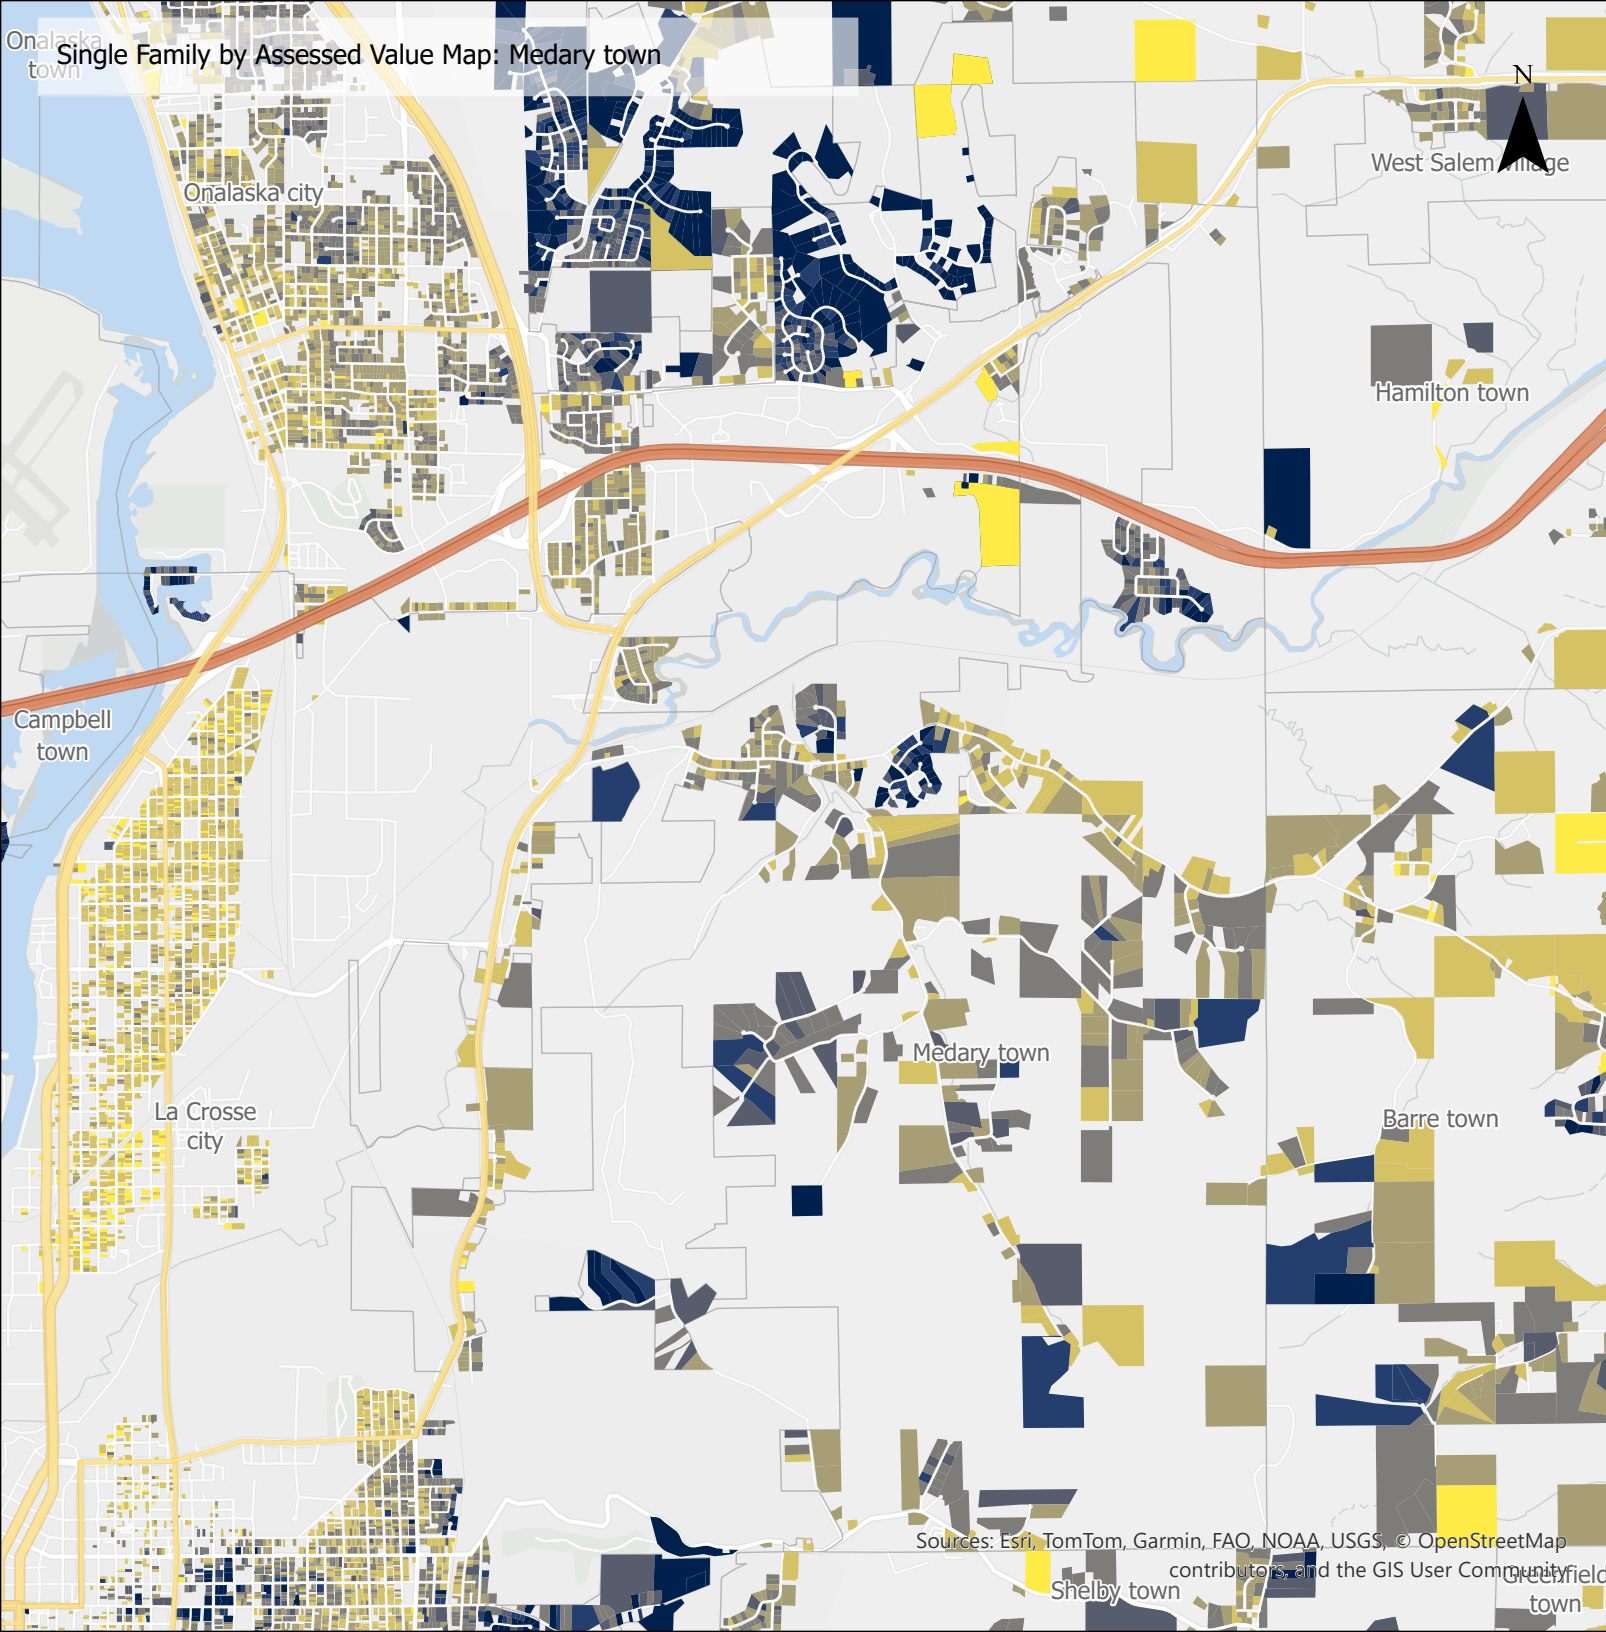 Onalaska
town
Single Family by Assessed Value Map: Medary town
N
West Salem village
Onalaska city
Hamilton town
Campbell
town
Medary town
La Crosse
city
Barre town
Sources: Esri, TomTom, Garmin, FAO, NOAA, USGS, © OpenStreetMap
contributors, and the GIS User Community
Shelby town
Greenfield
town